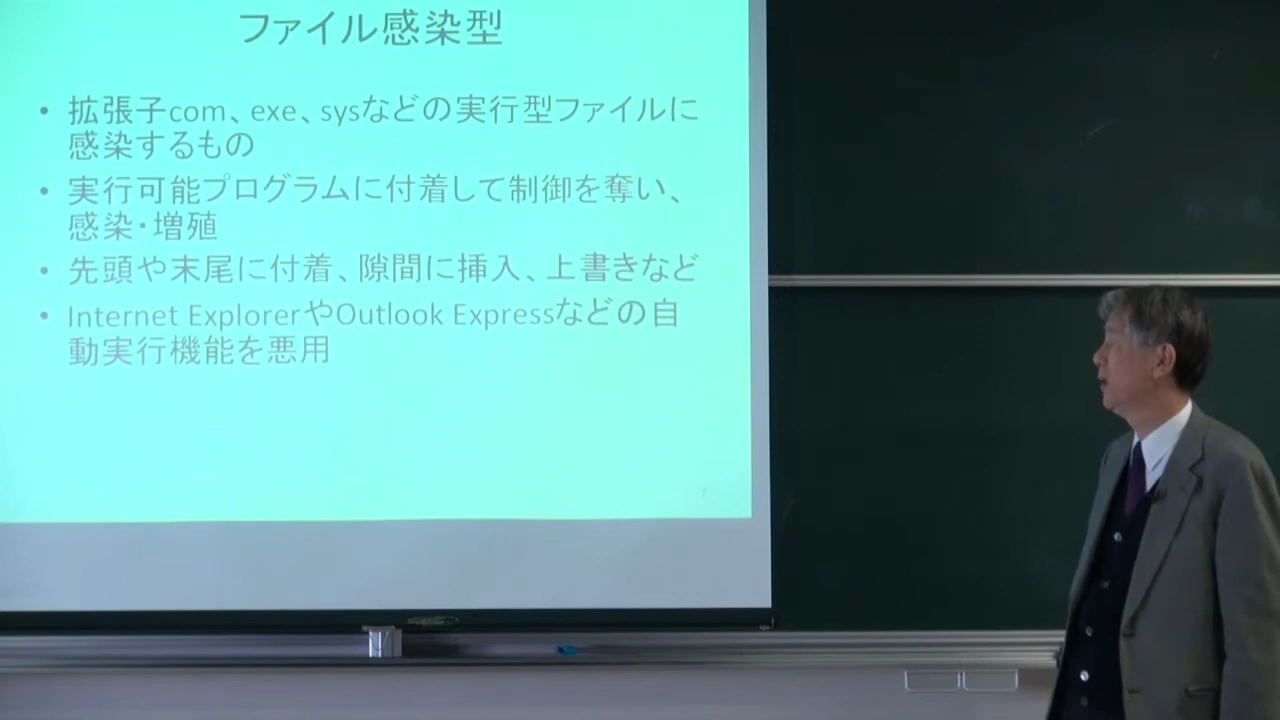 ファイル感染型
• 拡張子com、exe、sysなどの実行型ファイルに
感染するもの
• 実行可能プログラムに付着して制御を奪い、
感染・増殖
• 先頭や末尾に付着、隙間に挿入、上書きなど
• Internet ExplorerやOutlook Expressなどの自
動実行機能を悪用